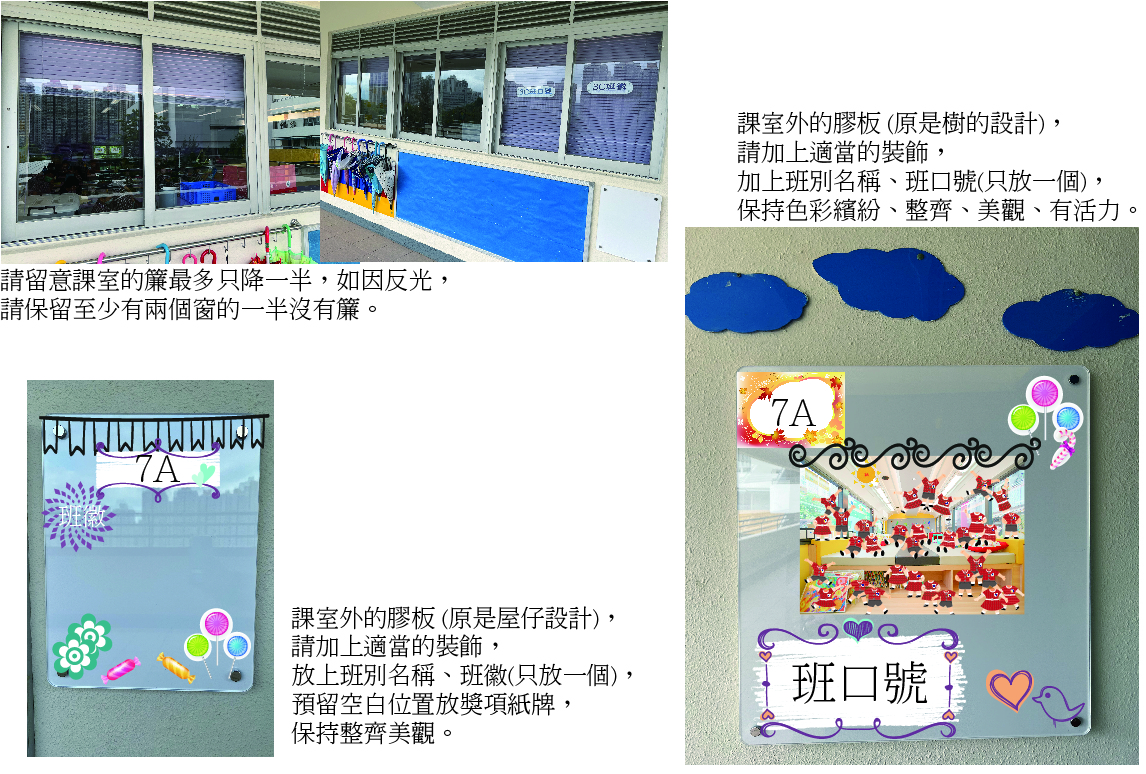 3C班口號
3C班徽
請留意課室的簾最多只降一半，如因反光，
請保留至少有兩個窗的一半沒有簾。
課室外的膠板 (原是樹的設計)，
請加上適當的裝飾，
加上班別名稱、班口號(只放一個)，
保持色彩繽紛、整齊、美觀、有活力。
7A
班徽
課室外的膠板 (原是屋仔設計)，
請加上適當的裝飾，
放上班別名稱、班徽(只放一個)，
預留空白位置放獎項紙牌，
保持整齊美觀。
7A
班口號